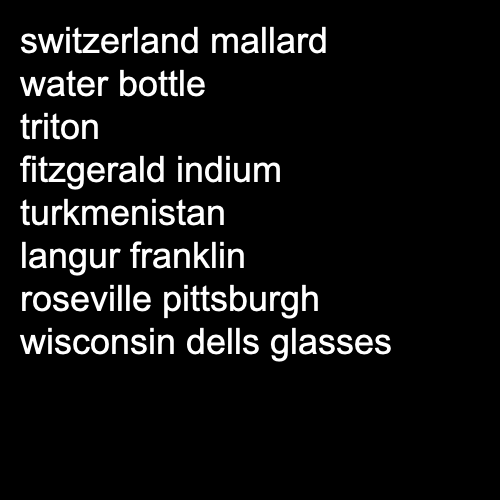 switzerland mallard
water bottle
triton
fitzgerald indium
turkmenistan
langur franklin
roseville pittsburgh
wisconsin dells glasses